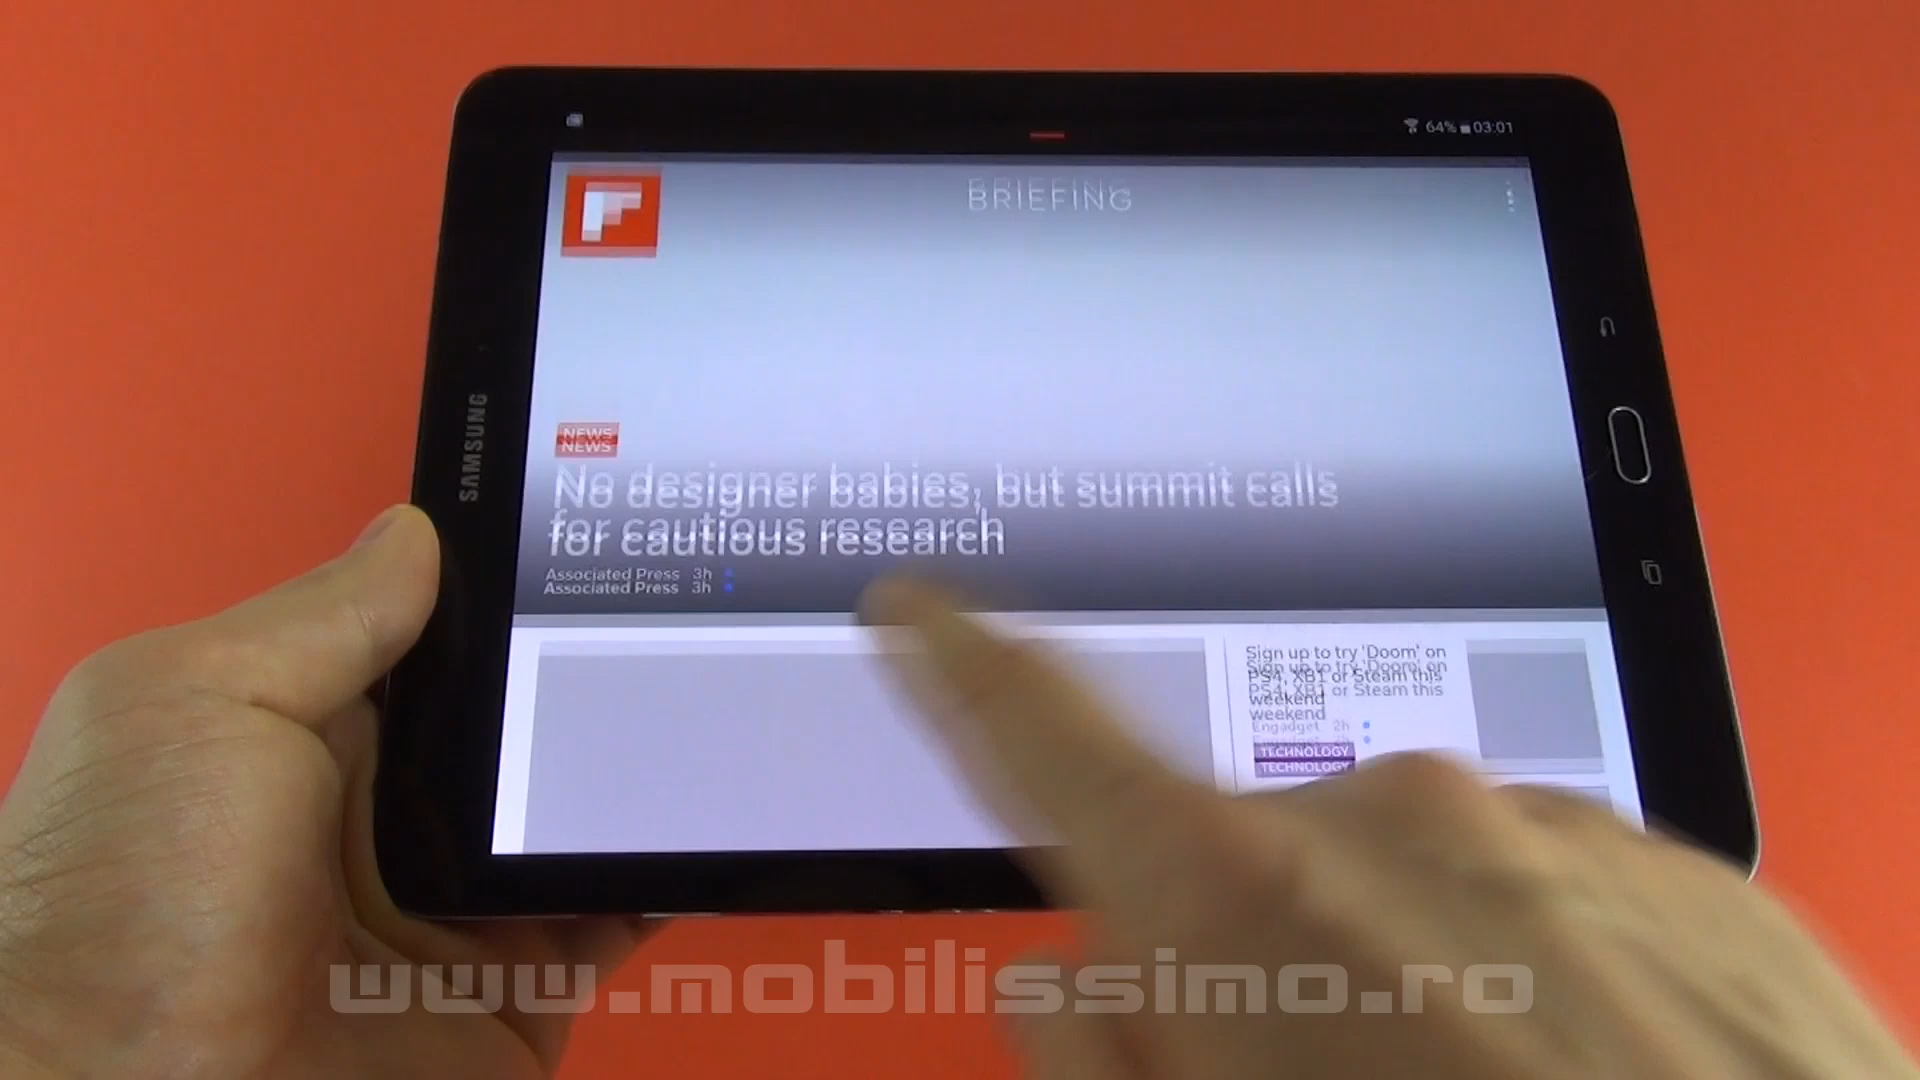 64% 03:01
BRIEFING
NEWS
No designer babies, but summit calls
for cautious research
Associated Press 3h
Sign up to try 'Doom' on
PS4, XB1 or Steam this
weekend
Engadget 2h
TECHNOLOGY
SAMSUNG
www.mobilissimo.ro